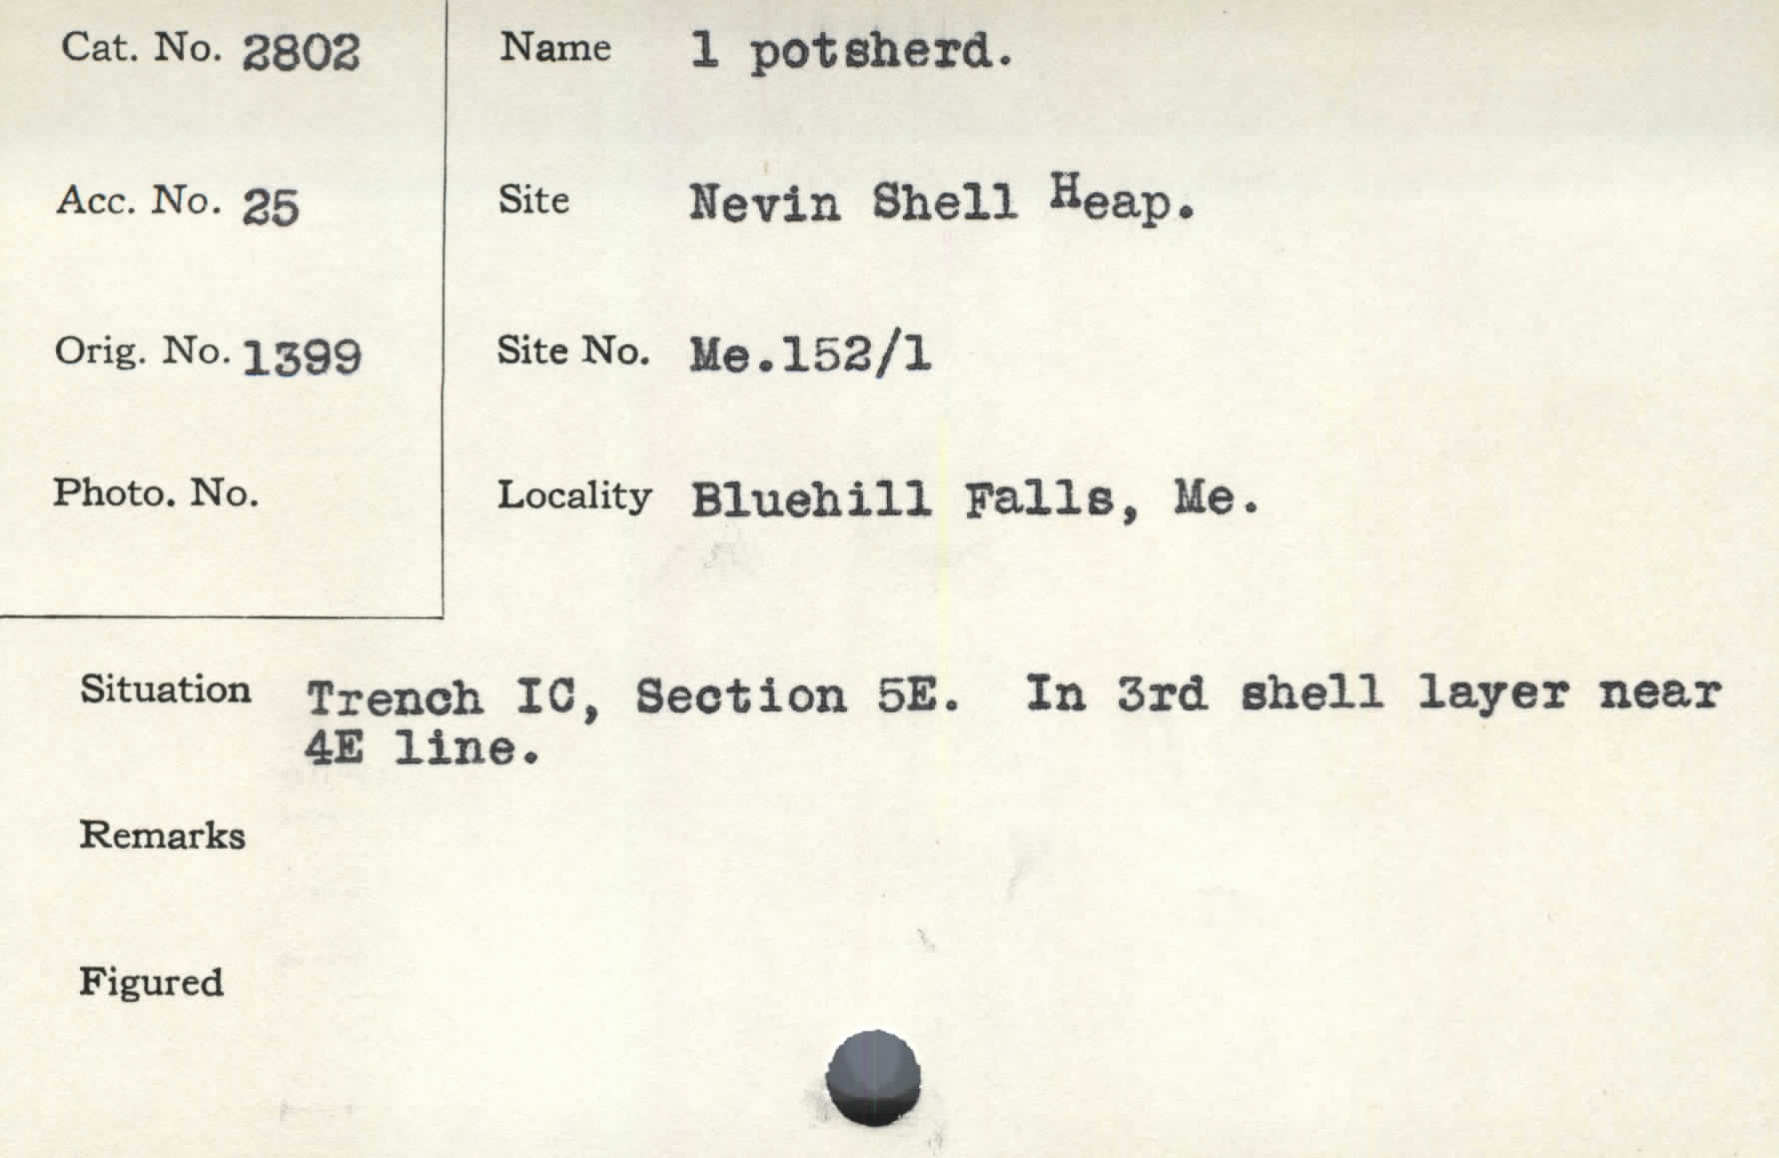 Cat. No. 2802
Acc. No. 25
Orig. No. 1399
Photo. No.
Name 1 potsherd.
Site Nevin Shell Heap.
Site No. Me.152/1
Locality Bluehill Falls, Me.
Situation Trench IC, Section 5E. In 3rd shell layer near
4E line.
Remarks
Figured